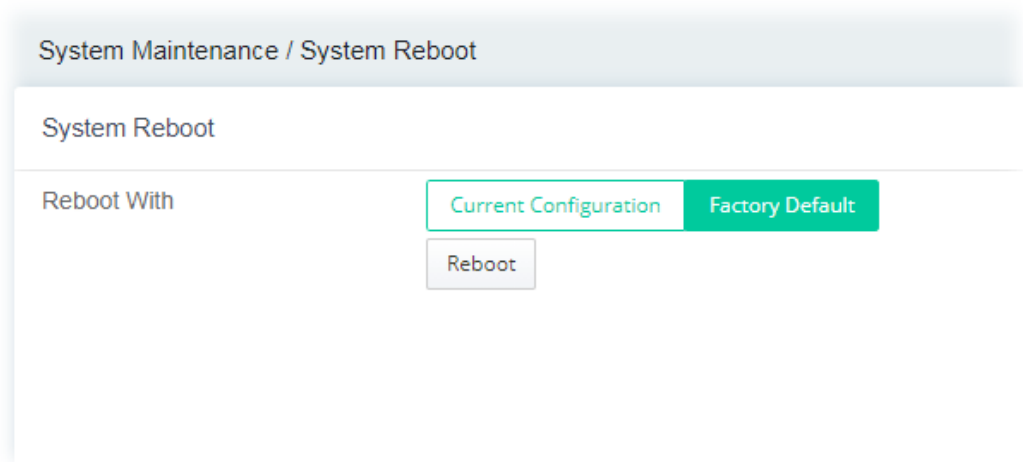 System Maintenance / System Reboot
System Reboot
Reboot With
Current Configuration Factory Default
Reboot